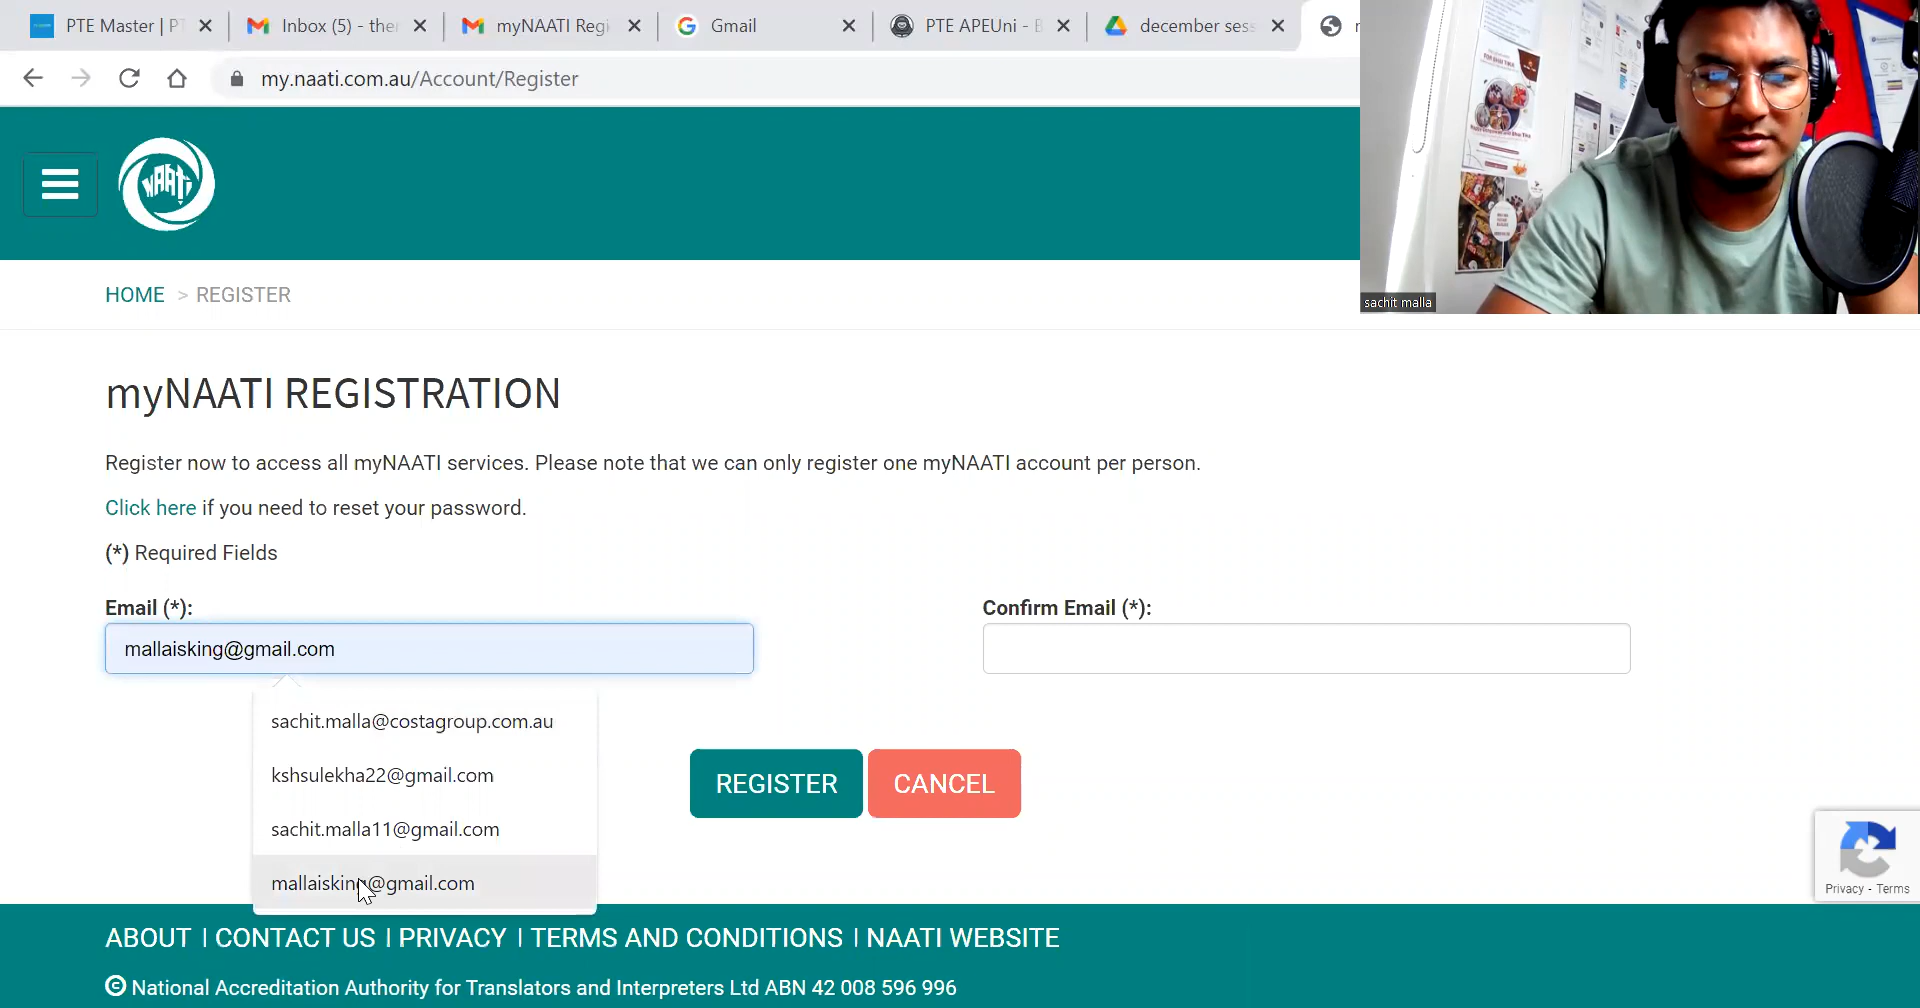 PTE Master | PT
Inbox (5) - ther
myNAATI Regi
Gmail
PTE APEUni - B
december sess
my.naati.com.au/Account/Register
NAATI
sachit malla
HOME > REGISTER
myNAATI REGISTRATION
Register now to access all myNAATI services. Please note that we can only register one myNAATI account per person.
Click here if you need to reset your password.
(*) Required Fields
Email (*):
Confirm Email (*):
mallaisking@gmail.com
sachit.malla@costagroup.com.au
kshsulekha22@gmail.com
sachit.malla11@gmail.com
mallaisking@gmail.com
REGISTER
CANCEL
Privacy - Terms
ABOUT | CONTACT US | PRIVACY | TERMS AND CONDITIONS | NAATI WEBSITE
© National Accreditation Authority for Translators and Interpreters Ltd ABN 42 008 596 996